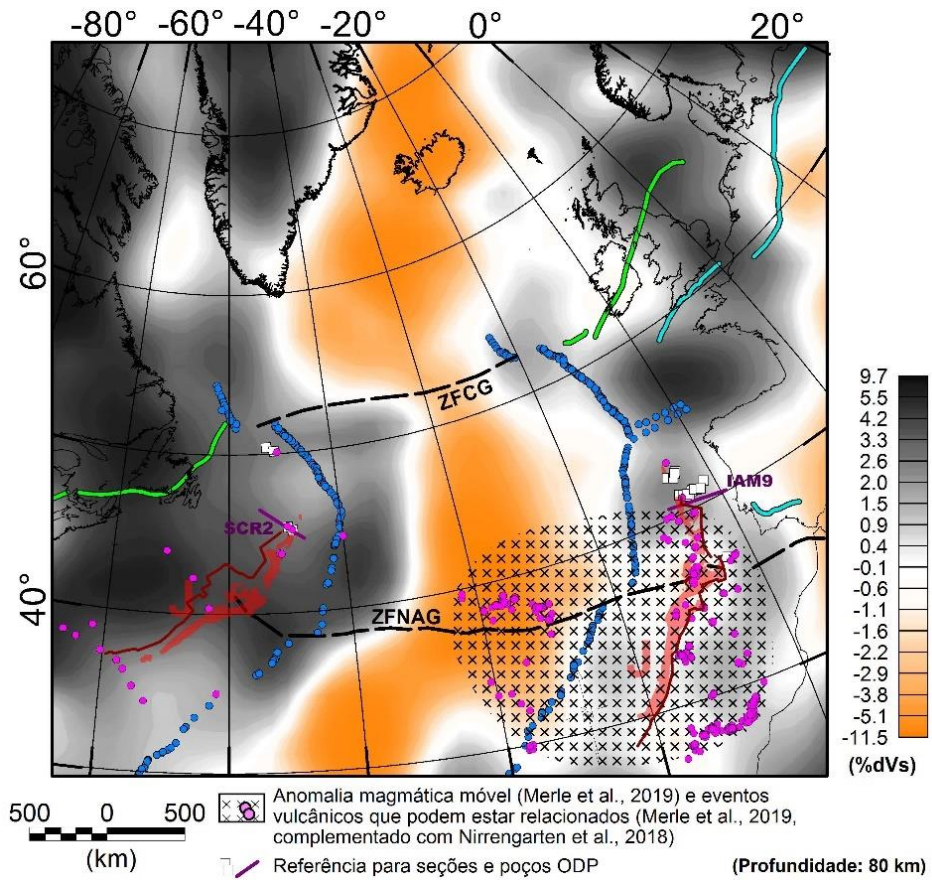 -80° -60° -40° -20° 0° 20°
60°
ZFCG
9.7
5.5
4.2
3.3
2.6
2.0
1.5
0.9
0.4
-0.1
-0.6
-1.1
-1.6
-2.2
-2.9
-3.8
-5.1
-11.5
(%dVs)
IAM9
SCR2
40°
ZFNAG
500 0 500
(km)
Anomalia magmática móvel (Merle et al., 2019) e eventos
vulcânicos que podem estar relacionados (Merle et al., 2019,
complementado com Nirrengarten et al., 2018)
Referência para seções e poços ODP
(Profundidade: 80 km)